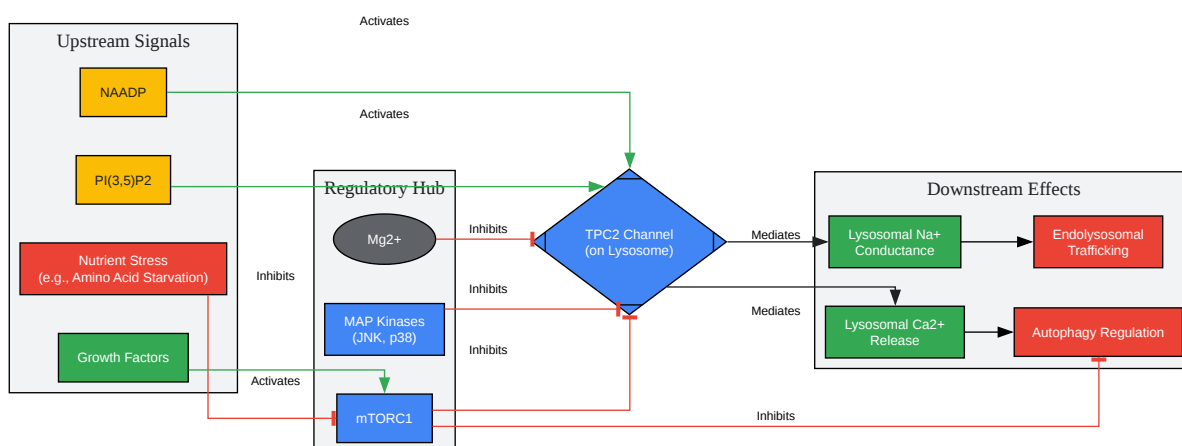 Activates
Upstream Signals
NAADP
Activates
PI(3,5)P2
Regulatory Hub
Downstream Effects
Mg2+
Inhibits
TPC2 Channel
(on Lysosome)
Mediates
Lysosomal Na+
Conductance
Endolysosomal
Trafficking
Nutrient Stress
(e.g., Amino Acid Starvation)
Inhibits
Inhibits
MAP Kinases
(JNK, p38)
Mediates
Lysosomal Ca2+
Release
Autophagy Regulation
Growth Factors
Inhibits
Activates
mTORC1
Inhibits